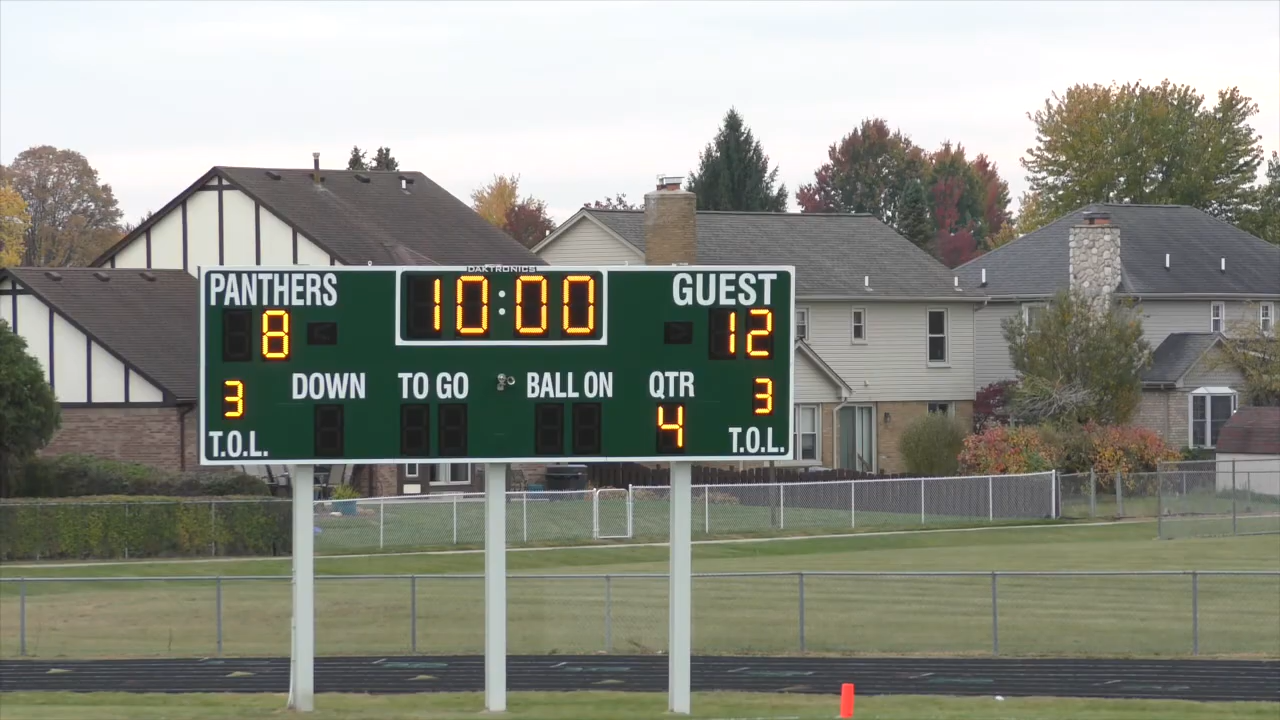 DAKTRONICS
PANTHERS 10:00 GUEST
8 12
3 DOWN TO GO BALL ON QTR 3
T.O.L. 4 T.O.L.